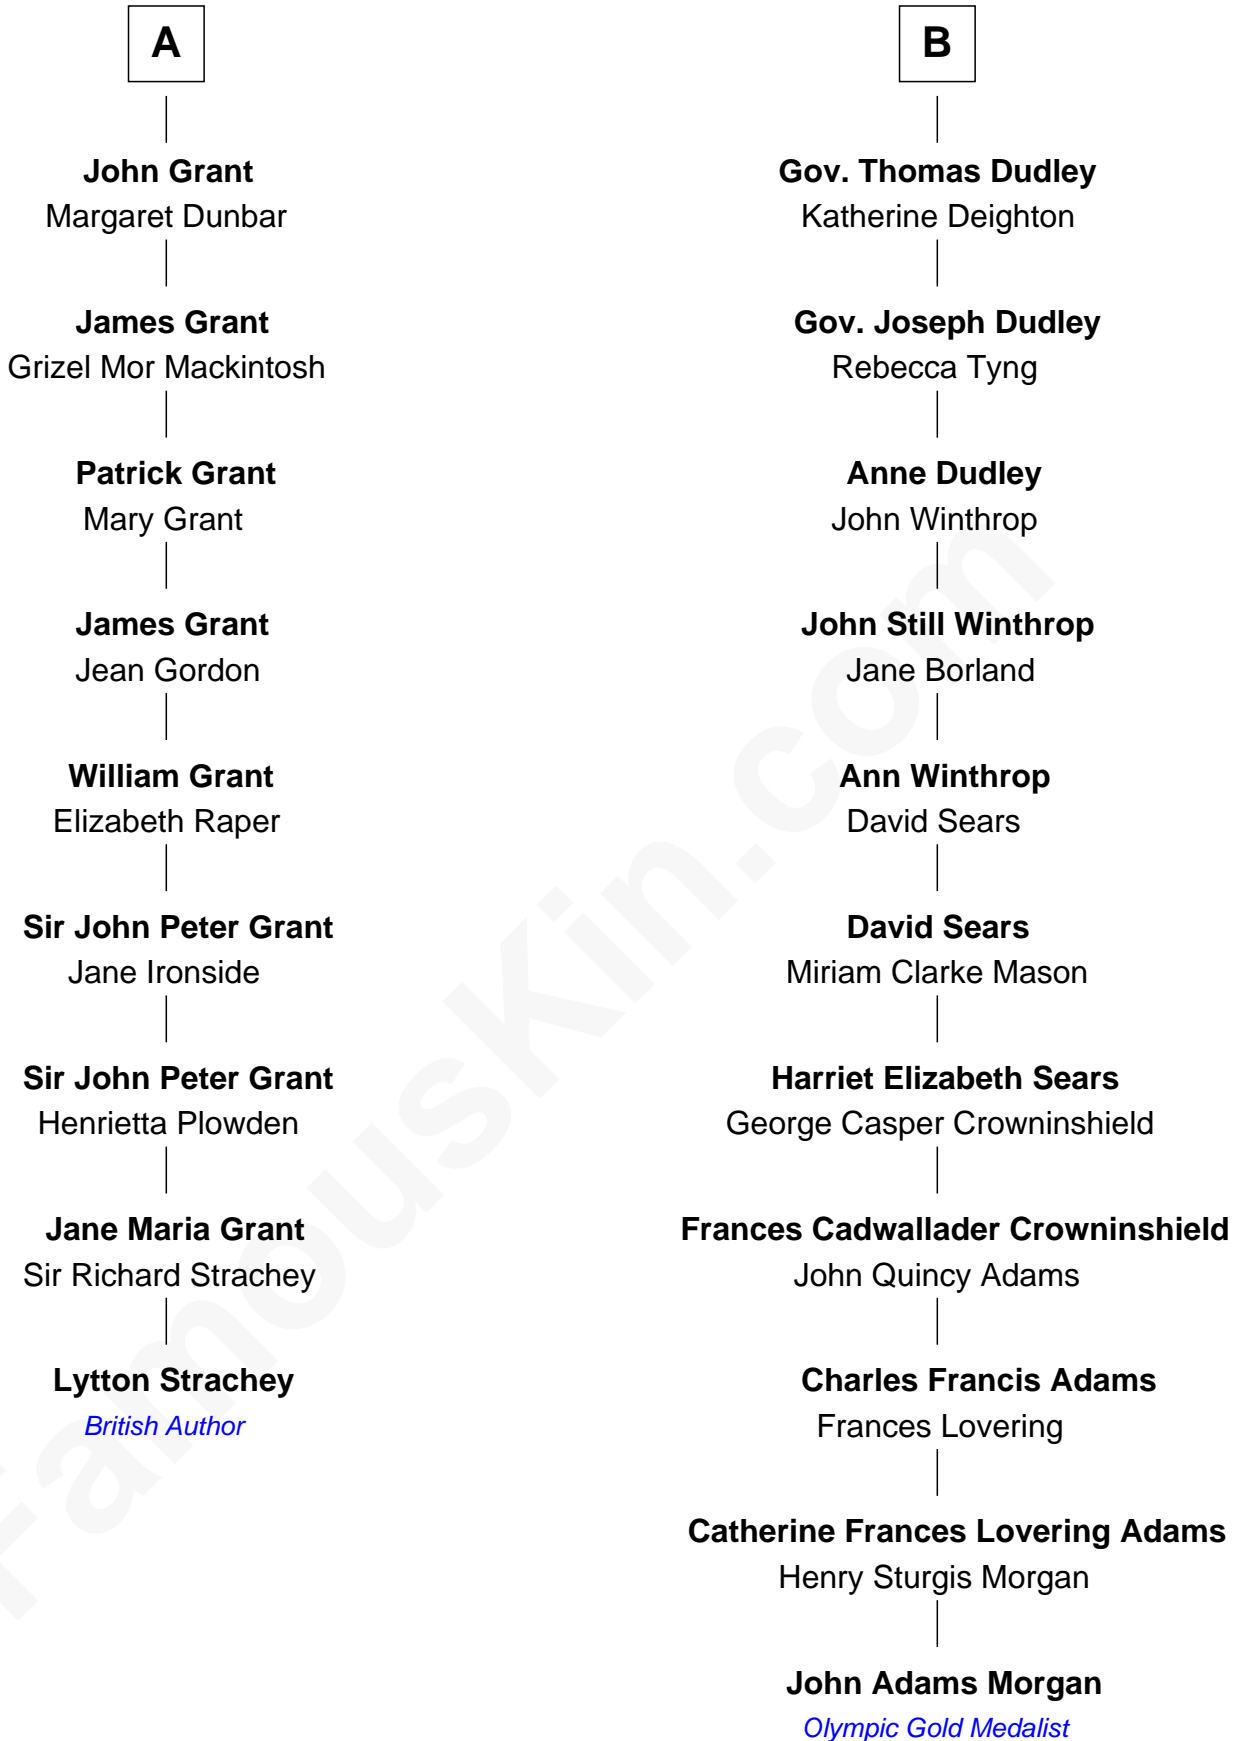 A
John Grant
Margaret Dunbar
James Grant
Grizel Mor Mackintosh
Patrick Grant
Mary Grant
James Grant
Jean Gordon
William Grant
Elizabeth Raper
Sir John Peter Grant
Jane Ironside
Sir John Peter Grant
Henrietta Plowden
Jane Maria Grant
Sir Richard Strachey
Lytton Strachey
British Author
B
Gov. Thomas Dudley
Katherine Deighton
Gov. Joseph Dudley
Rebecca Tyng
Anne Dudley
John Winthrop
John Still Winthrop
Jane Borland
Ann Winthrop
David Sears
David Sears
Miriam Clarke Mason
Harriet Elizabeth Sears
George Casper Crowninshield
Frances Cadwallader Crowninshield
John Quincy Adams
Charles Francis Adams
Frances Lovering
Catherine Frances Lovering Adams
Henry Sturgis Morgan
John Adams Morgan
Olympic Gold Medalist
FamousKin.com